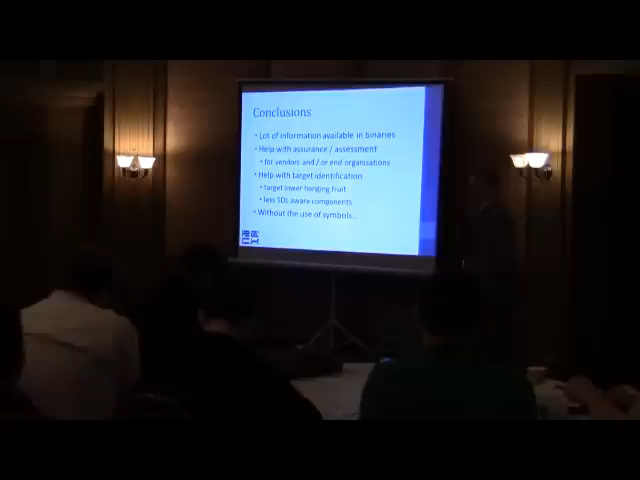 Conclusions
• Lot of information available in binaries
• Help with assurance / assessment
• for vendors and / or end organisations
• Help with target identification
• target lower hanging fruit
• less SDL aware components
• Without the use of symbols...